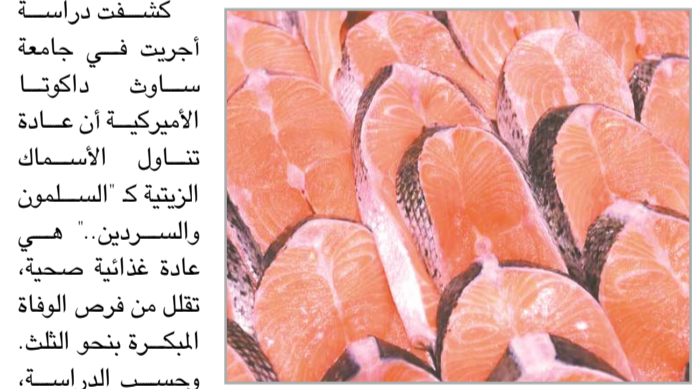 كشفت دراسة
أجريت في جامعة
ساوث داكوتا
الأميركية أن عادة
تناول الأسماك
الزيتية كـ "السلمون
والسردين.." هي
عادة غذائية صحية،
تقلل من فرص الوفاة
المبكرة بنحو الثلث.
وحسب الدراسة،